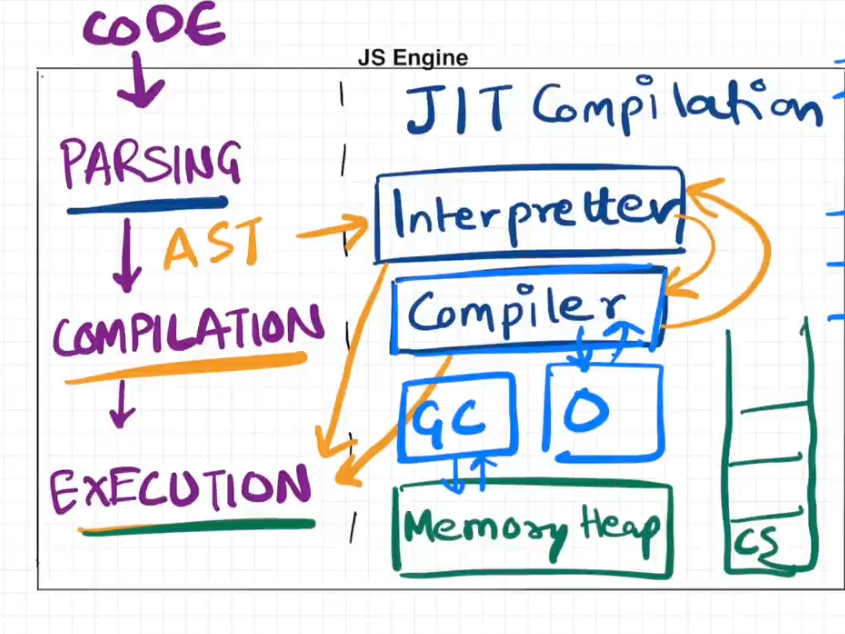 CODE
JS Engine
JIT Compilation
PARSING
Interpretter
AST
Compiler
COMPILATION
GC
O
EXECUTION
Memory Heap
CS